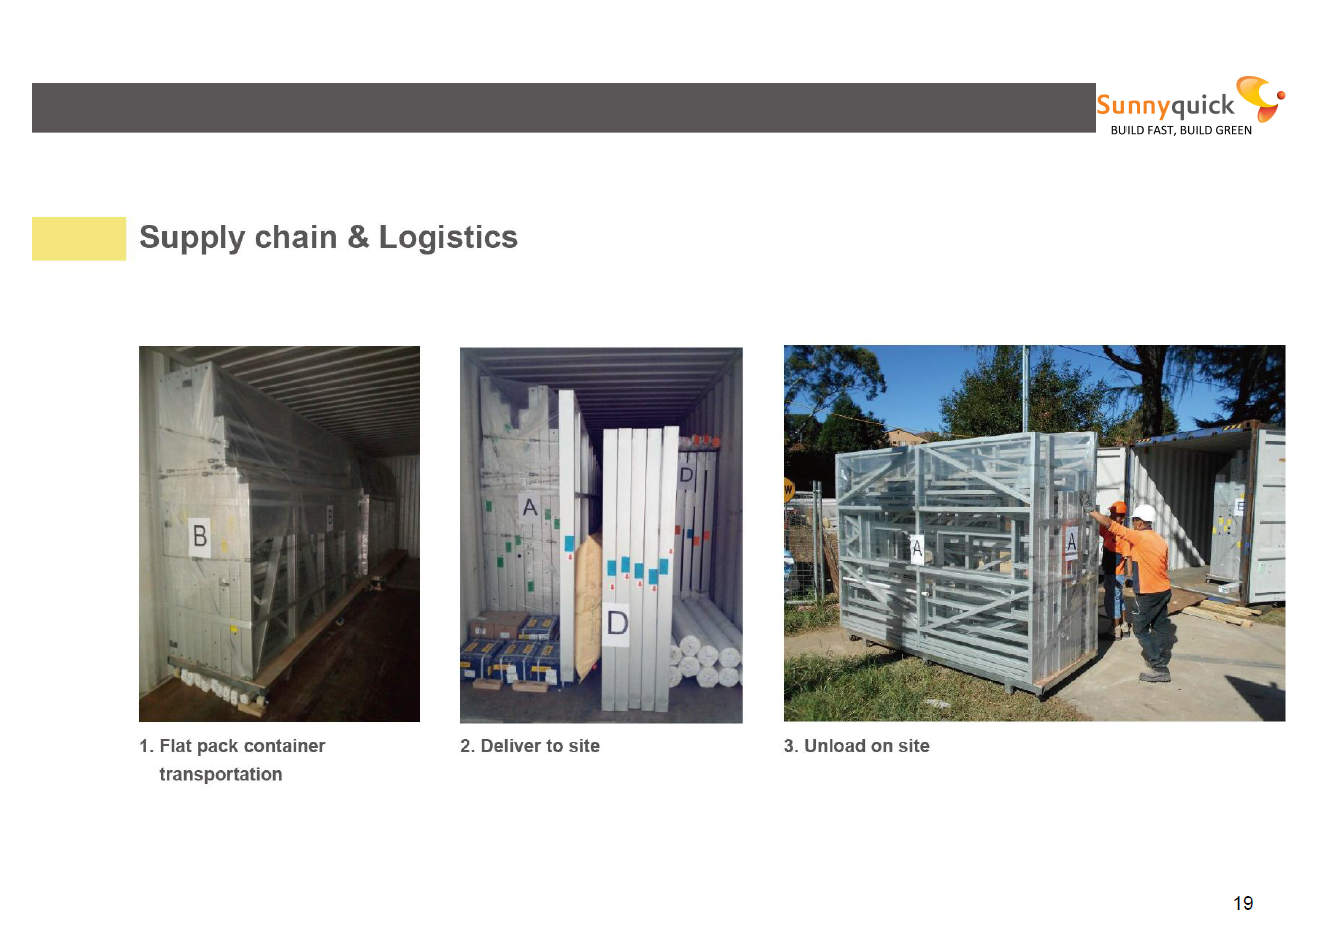 Sunnyquick
BUILD FAST, BUILD GREEN
Supply chain & Logistics
B
A
D
D
A
A
E
W
1. Flat pack container
transportation
2. Deliver to site
3. Unload on site
19